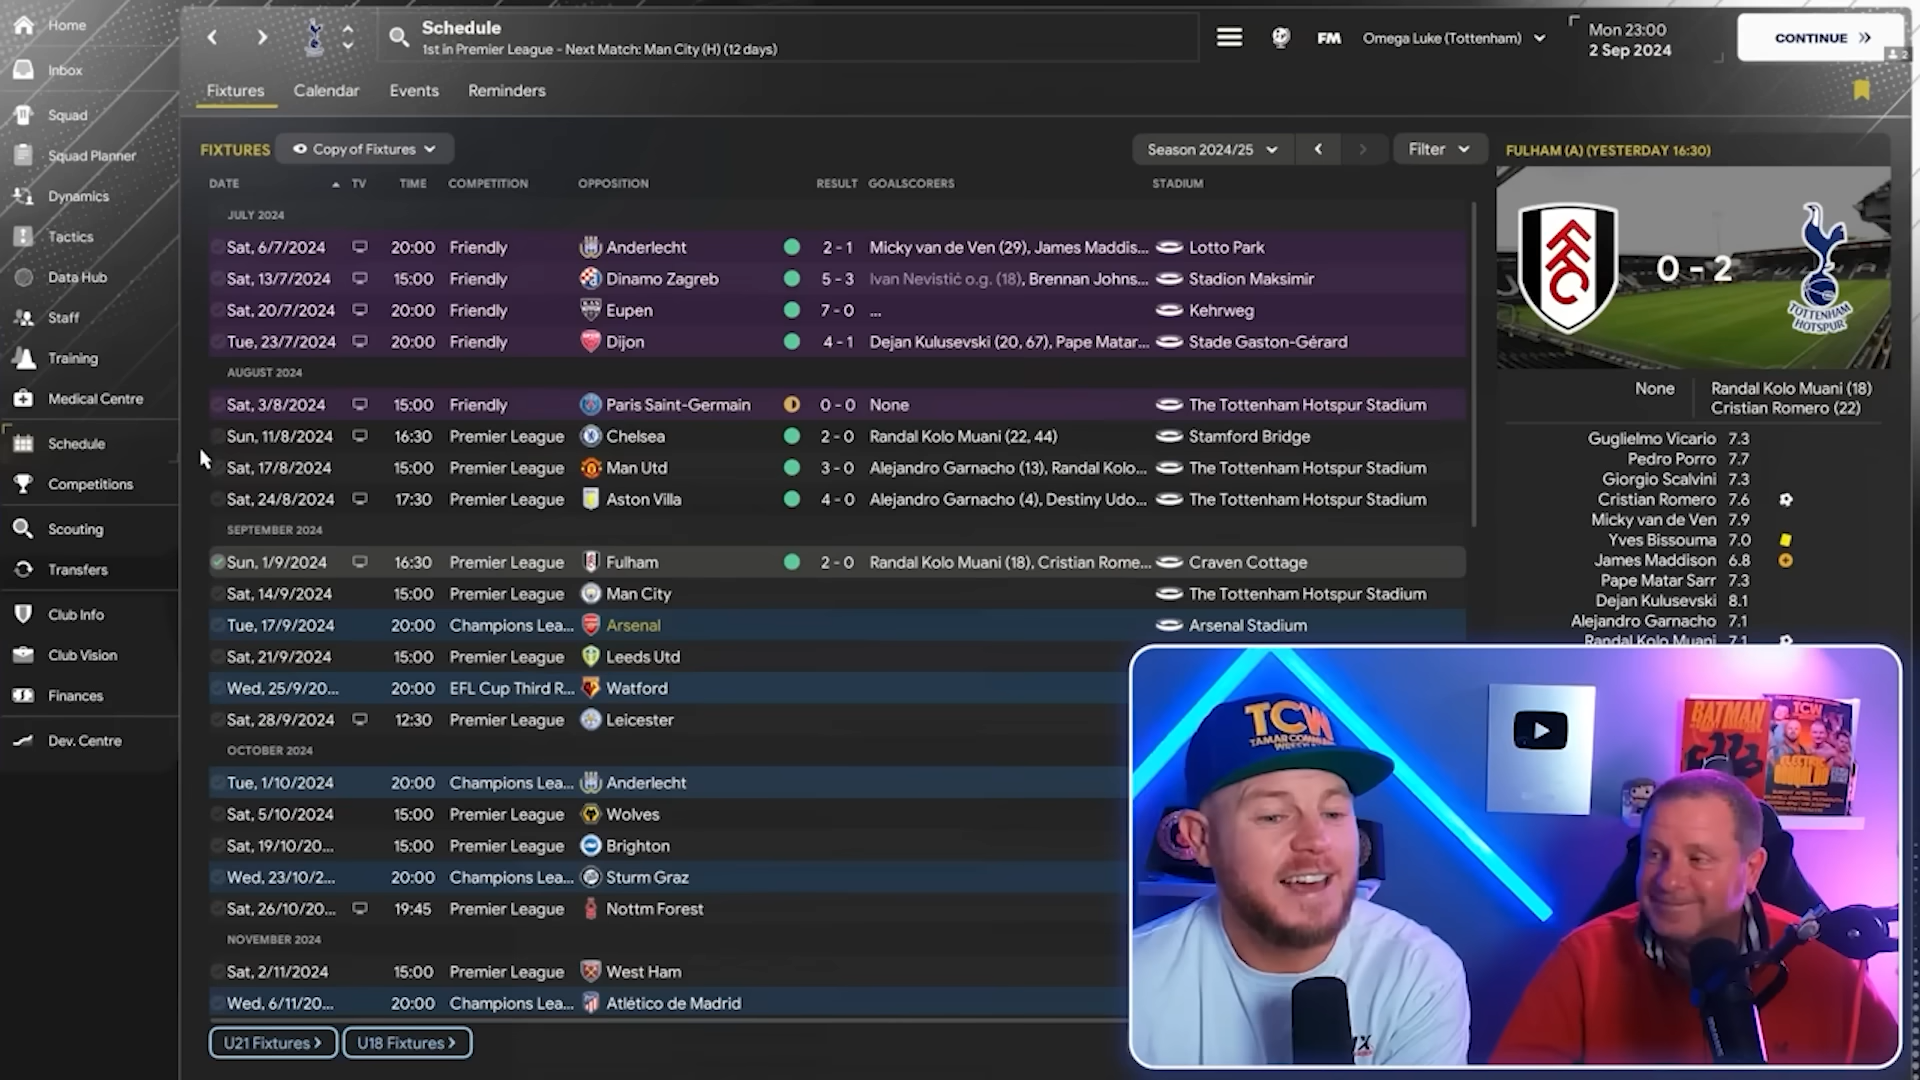 Home
Inbox
Squad
Squad Planner
Dynamics
Tactics
Data Hub
Staff
Training
Medical Centre
Schedule
Competitions
Scouting
Transfers
Club Info
Club Vision
Finances
Dev. Centre
Schedule
1st in Premier League - Next Match: Man City (H) (12 days)
FM
Omega Luke (Tottenham)
Mon 23:00
2 Sep 2024
CONTINUE
2
Fixtures Calendar Events Reminders
FIXTURES Copy of Fixtures
Season 2024/25 Filter
DATE TV TIME COMPETITION OPPOSITION RESULT GOALSCORERS STADIUM
JULY 2024
Sat, 6/7/2024 20:00 Friendly Anderlecht 2 - 1 Micky van de Ven (29), James Maddis... Lotto Park
Sat, 13/7/2024 15:00 Friendly Dinamo Zagreb 5 - 3 Ivan Nevistić o.g. (18), Brennan Johns... Stadion Maksimir
Sat, 20/7/2024 20:00 Friendly Eupen 7 - 0 ... Kehrweg
Tue, 23/7/2024 20:00 Friendly Dijon 4 - 1 Dejan Kulusevski (20, 67), Pape Matar... Stade Gaston-Gérard
AUGUST 2024
Sat, 3/8/2024 15:00 Friendly Paris Saint-Germain 0 - 0 None The Tottenham Hotspur Stadium
Sun, 11/8/2024 16:30 Premier League Chelsea 2 - 0 Randal Kolo Muani (22, 44) Stamford Bridge
Sat, 17/8/2024 15:00 Premier League Man Utd 3 - 0 Alejandro Garnacho (13), Randal Kolo... The Tottenham Hotspur Stadium
Sat, 24/8/2024 17:30 Premier League Aston Villa 4 - 0 Alejandro Garnacho (4), Destiny Udo... The Tottenham Hotspur Stadium
SEPTEMBER 2024
Sun, 1/9/2024 16:30 Premier League Fulham 2 - 0 Randal Kolo Muani (18), Cristian Rome... Craven Cottage
Sat, 14/9/2024 15:00 Premier League Man City The Tottenham Hotspur Stadium
Tue, 17/9/2024 20:00 Champions Lea... Arsenal Arsenal Stadium
Sat, 21/9/2024 15:00 Premier League Leeds Utd
Wed, 25/9/20... 20:00 EFL Cup Third R... Watford
Sat, 28/9/2024 12:30 Premier League Leicester
OCTOBER 2024
Tue, 1/10/2024 20:00 Champions Lea... Anderlecht
Sat, 5/10/2024 15:00 Premier League Wolves
Sat, 19/10/20... 15:00 Premier League Brighton
Wed, 23/10/2... 20:00 Champions Lea... Sturm Graz
Sat, 26/10/20... 19:45 Premier League Nottm Forest
NOVEMBER 2024
Sat, 2/11/2024 15:00 Premier League West Ham
Wed, 6/11/20... 20:00 Champions Lea... Atlético de Madrid
U21 Fixtures U18 Fixtures
FULHAM (A) (YESTERDAY 16:30)
FFC
0 - 2
TOTTENHAM
HOTSPUR
None Randal Kolo Muani (18)
Cristian Romero (22)
Guglielmo Vicario 7.3
Pedro Porro 7.7
Giorgio Scalvini 7.3
Cristian Romero 7.6
Micky van de Ven 7.9
Yves Bissouma 7.0
James Maddison 6.8
Pape Matar Sarr 7.3
Dejan Kulusevski 8.1
Alejandro Garnacho 7.1
Randal Kolo Muani 7.1
TCW
BATMAN
TCW